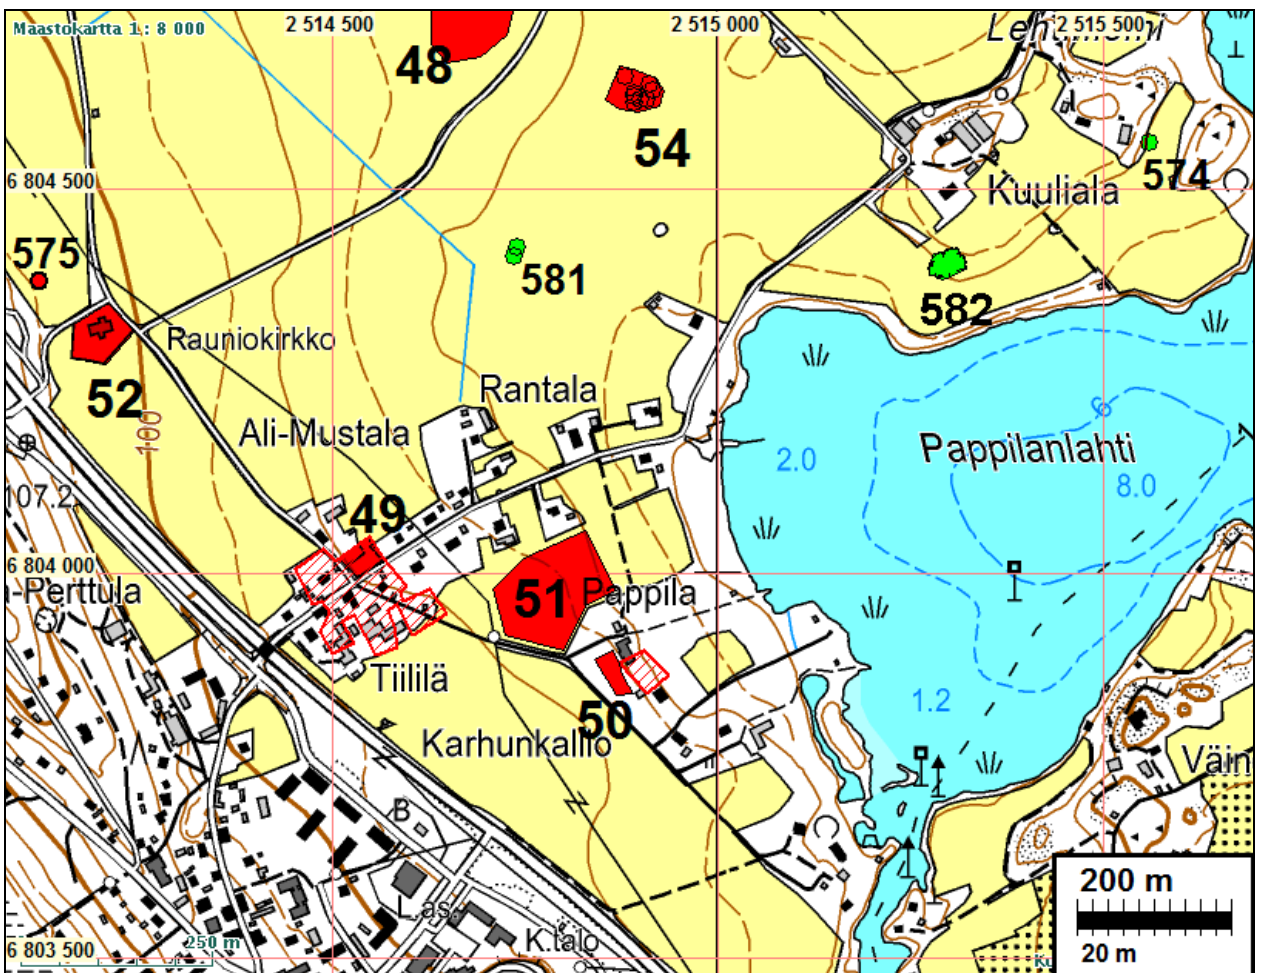 Maastokartta 1 : 8 000
2 514 500
2 515 000
2 515 500
48
54
574
6 804 500
Kuuliala
575
581
582
Rauniokirkko
52
Rantala
100
Ali-Mustala
Pappilanlahti
2.0
8.0
107.2
49
6 804 000
51
Pappila
-Perttula
Tiililä
1.2
50
Karhunkallio
Väin
B
L.as.
K.talo
6 803 500
250 m
200 m
20 m